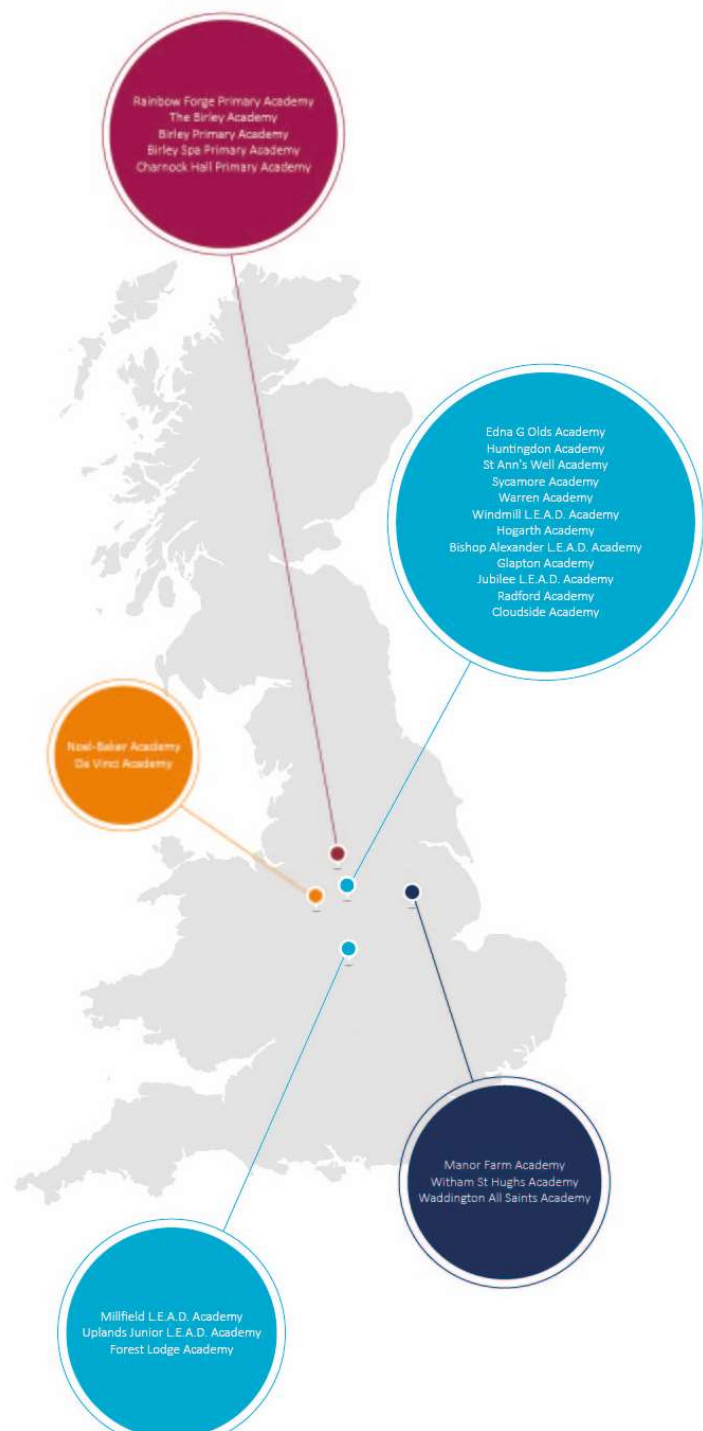 Rainbow Forge Primary Academy
The Birley Academy
Birley Primary Academy
Birley Spa Primary Academy
Charnock Hall Primary Academy
Edna G Olds Academy
Huntingdon Academy
St Ann's Well Academy
Sycamore Academy
Warren Academy
Windmill L.E.A.D. Academy
Hogarth Academy
Bishop Alexander L.E.A.D. Academy
Glapton Academy
Jubilee L.E.A.D. Academy
Radford Academy
Cloudside Academy
Noel-Baker Academy
Da Vinci Academy
Manor Farm Academy
Witham St Hughs Academy
Waddington All Saints Academy
Millfield L.E.A.D. Academy
Uplands Junior L.E.A.D. Academy
Forest Lodge Academy